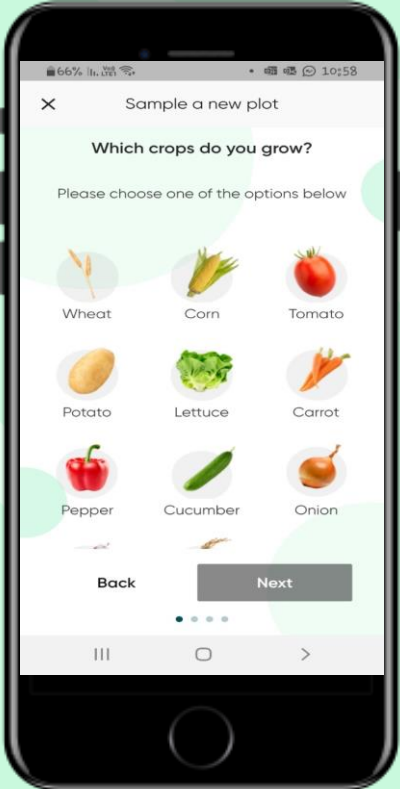 66% 10:58
Sample a new plot
Which crops do you grow?
Please choose one of the options below
Wheat Corn Tomato
Potato Lettuce Carrot
Pepper Cucumber Onion
Back Next